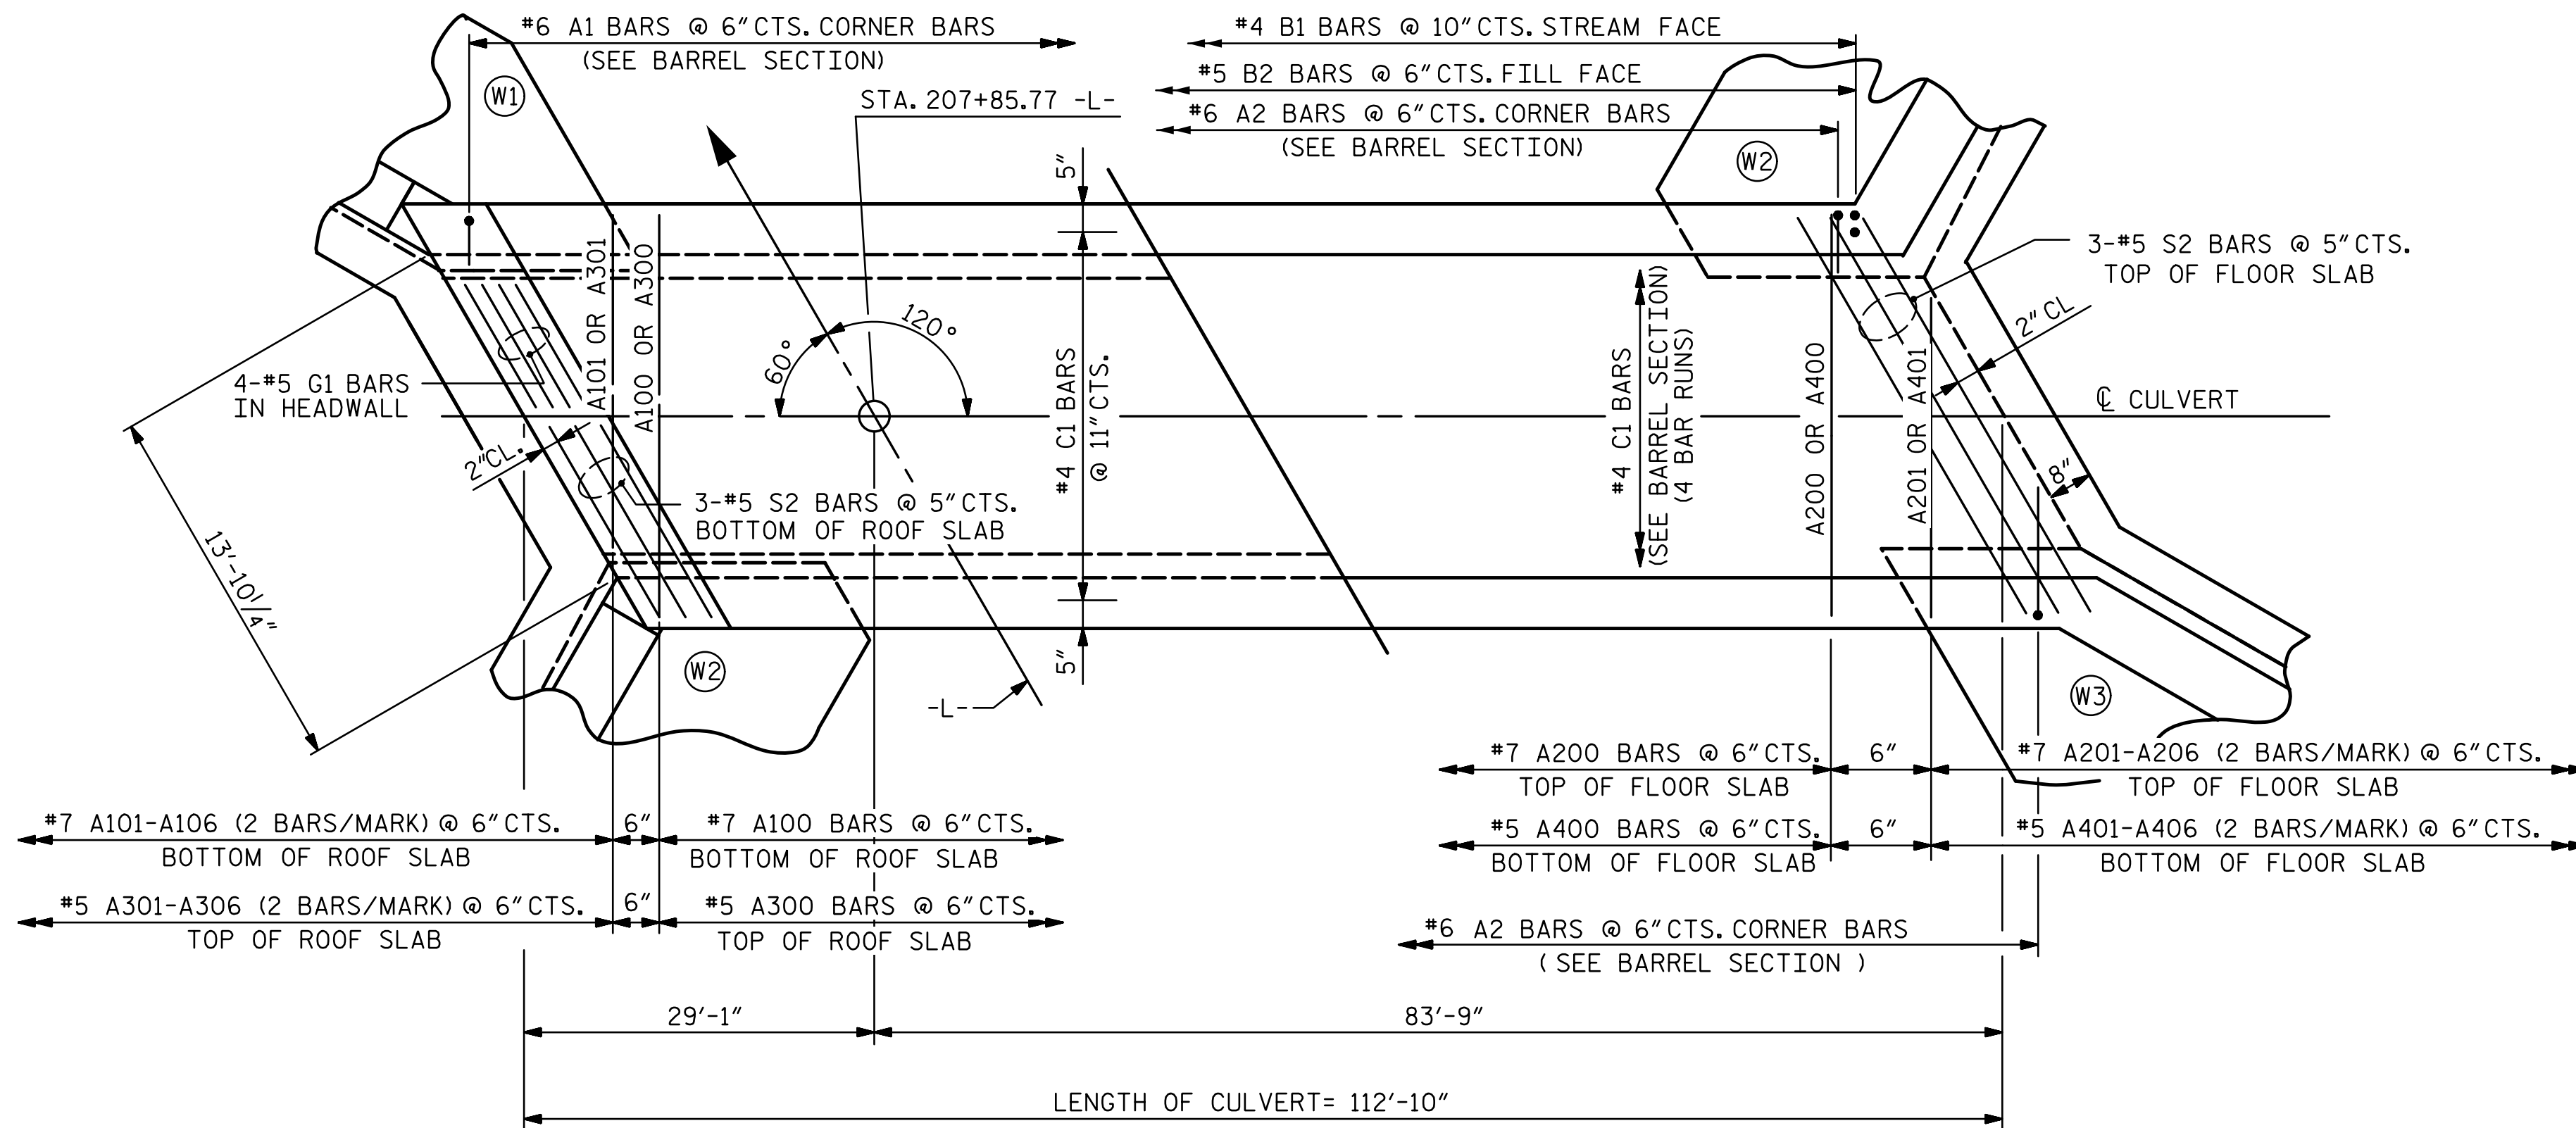 #6 A1 BARS @ 6" CTS. CORNER BARS
(SEE BARREL SECTION)
#4 B1 BARS @ 10" CTS. STREAM FACE
#5 B2 BARS @ 6" CTS. FILL FACE
#6 A2 BARS @ 6" CTS. CORNER BARS
(SEE BARREL SECTION)
W1
STA. 207+85.77 -L-
5"
W2
3-#5 S2 BARS @ 5" CTS.
TOP OF FLOOR SLAB
2" CL
A101 OR A301
A100 OR A300
60°
120°
#4 C1 BARS
@ 11" CTS.
#4 C1 BARS
(SEE BARREL SECTION)
(4 BAR RUNS)
A200 OR A400
A201 OR A401
4-#5 G1 BARS
IN HEADWALL
℄ CULVERT
2" CL.
8"
3-#5 S2 BARS @ 5" CTS.
BOTTOM OF ROOF SLAB
13'-10 1/4"
5"
W2
-L-
W3
#7 A200 BARS @ 6" CTS.
TOP OF FLOOR SLAB
6"
#7 A201-A206 (2 BARS/MARK) @ 6" CTS.
TOP OF FLOOR SLAB
#7 A101-A106 (2 BARS/MARK) @ 6" CTS.
BOTTOM OF ROOF SLAB
6"
#7 A100 BARS @ 6" CTS.
BOTTOM OF ROOF SLAB
#5 A400 BARS @ 6" CTS.
BOTTOM OF FLOOR SLAB
6"
#5 A401-A406 (2 BARS/MARK) @ 6" CTS.
BOTTOM OF FLOOR SLAB
#5 A301-A306 (2 BARS/MARK) @ 6" CTS.
TOP OF ROOF SLAB
6"
#5 A300 BARS @ 6" CTS.
TOP OF ROOF SLAB
#6 A2 BARS @ 6" CTS. CORNER BARS
( SEE BARREL SECTION )
29'-1"
83'-9"
LENGTH OF CULVERT= 112'-10"